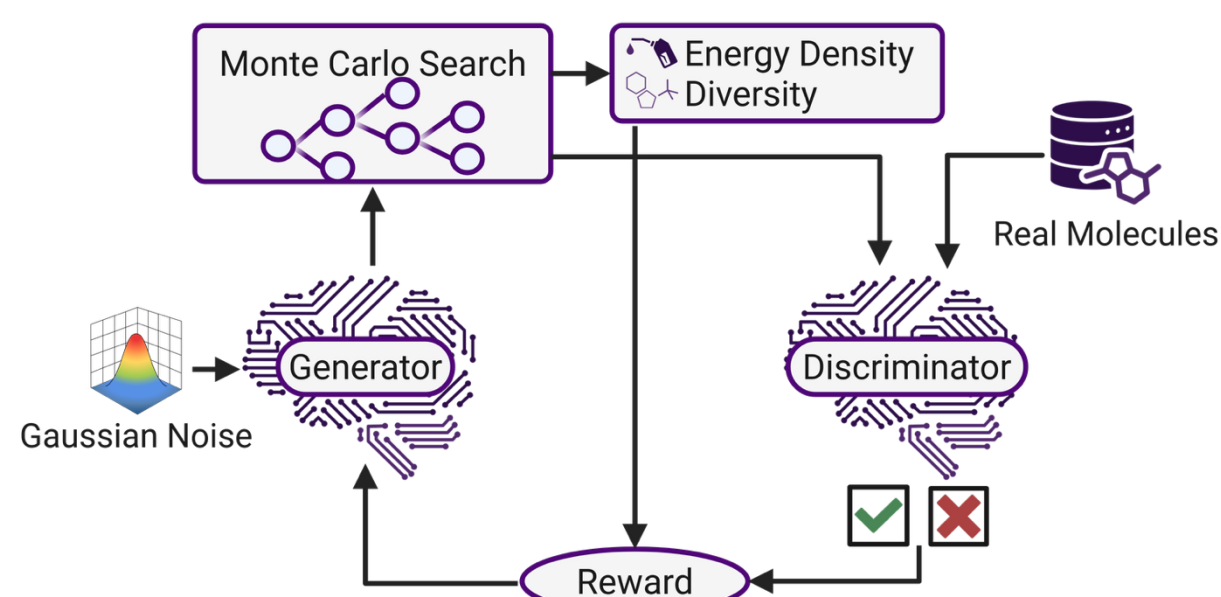 Monte Carlo Search
Energy Density
Diversity
Real Molecules
Generator
Discriminator
Gaussian Noise
Reward